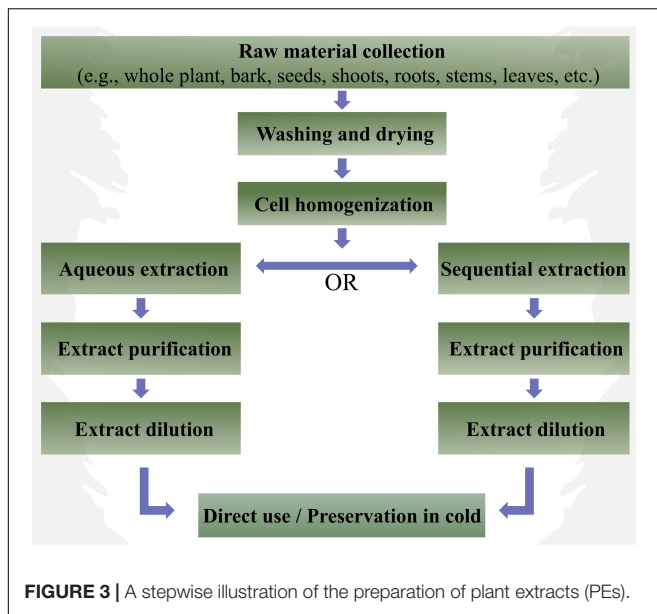 Raw material collection
(e.g., whole plant, bark, seeds, shoots, roots, stems, leaves, etc.)
Washing and drying
Cell homogenization
Aqueous extraction
OR
Sequential extraction
Extract purification
Extract purification
Extract dilution
Extract dilution
Direct use / Preservation in cold
FIGURE 3 | A stepwise illustration of the preparation of plant extracts (PEs).